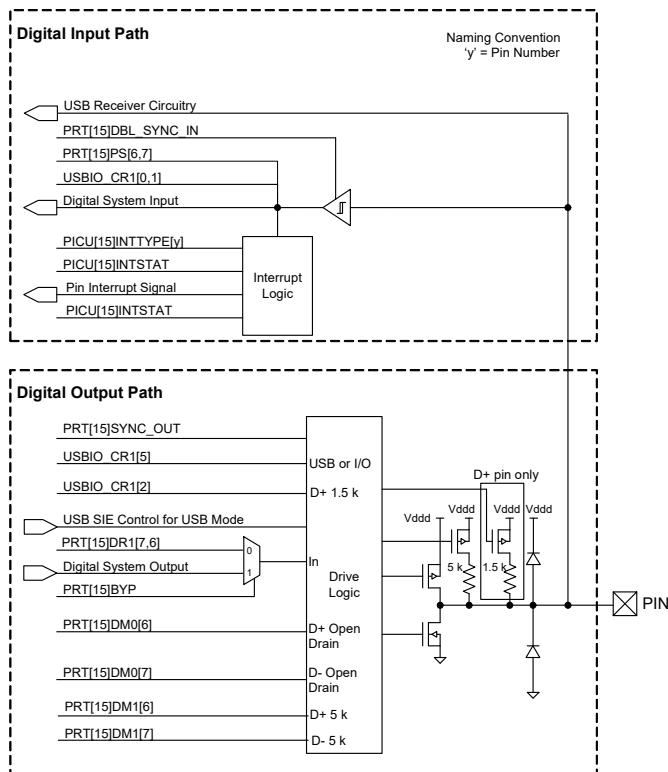 Digital Input Path
Naming Convention
'y' = Pin Number
USB Receiver Circuitry
PRT[15]DBL_SYNC_IN
PRT[15]PS[6,7]
USBIO_CR1[0,1]
Digital System Input
PICU[15]INTTYPE[y]
PICU[15]INTSTAT
Pin Interrupt Signal
PICU[15]INTSTAT
Interrupt
Logic
Digital Output Path
PRT[15]SYNC_OUT
USBIO_CR1[5]
USB or I/O
D+ pin only
USBIO_CR1[2]
D+ 1.5 k
Vddd
Vddd
Vddd
Vddd
USB SIE Control for USB Mode
PRT[15]DR1[7,6]
0
In
Digital System Output
1
Drive
Logic
5 k
1.5 k
PRT[15]BYP
PIN
PRT[15]DM0[6]
D+ Open
Drain
PRT[15]DM0[7]
D- Open
Drain
PRT[15]DM1[6]
D+ 5 k
PRT[15]DM1[7]
D- 5 k